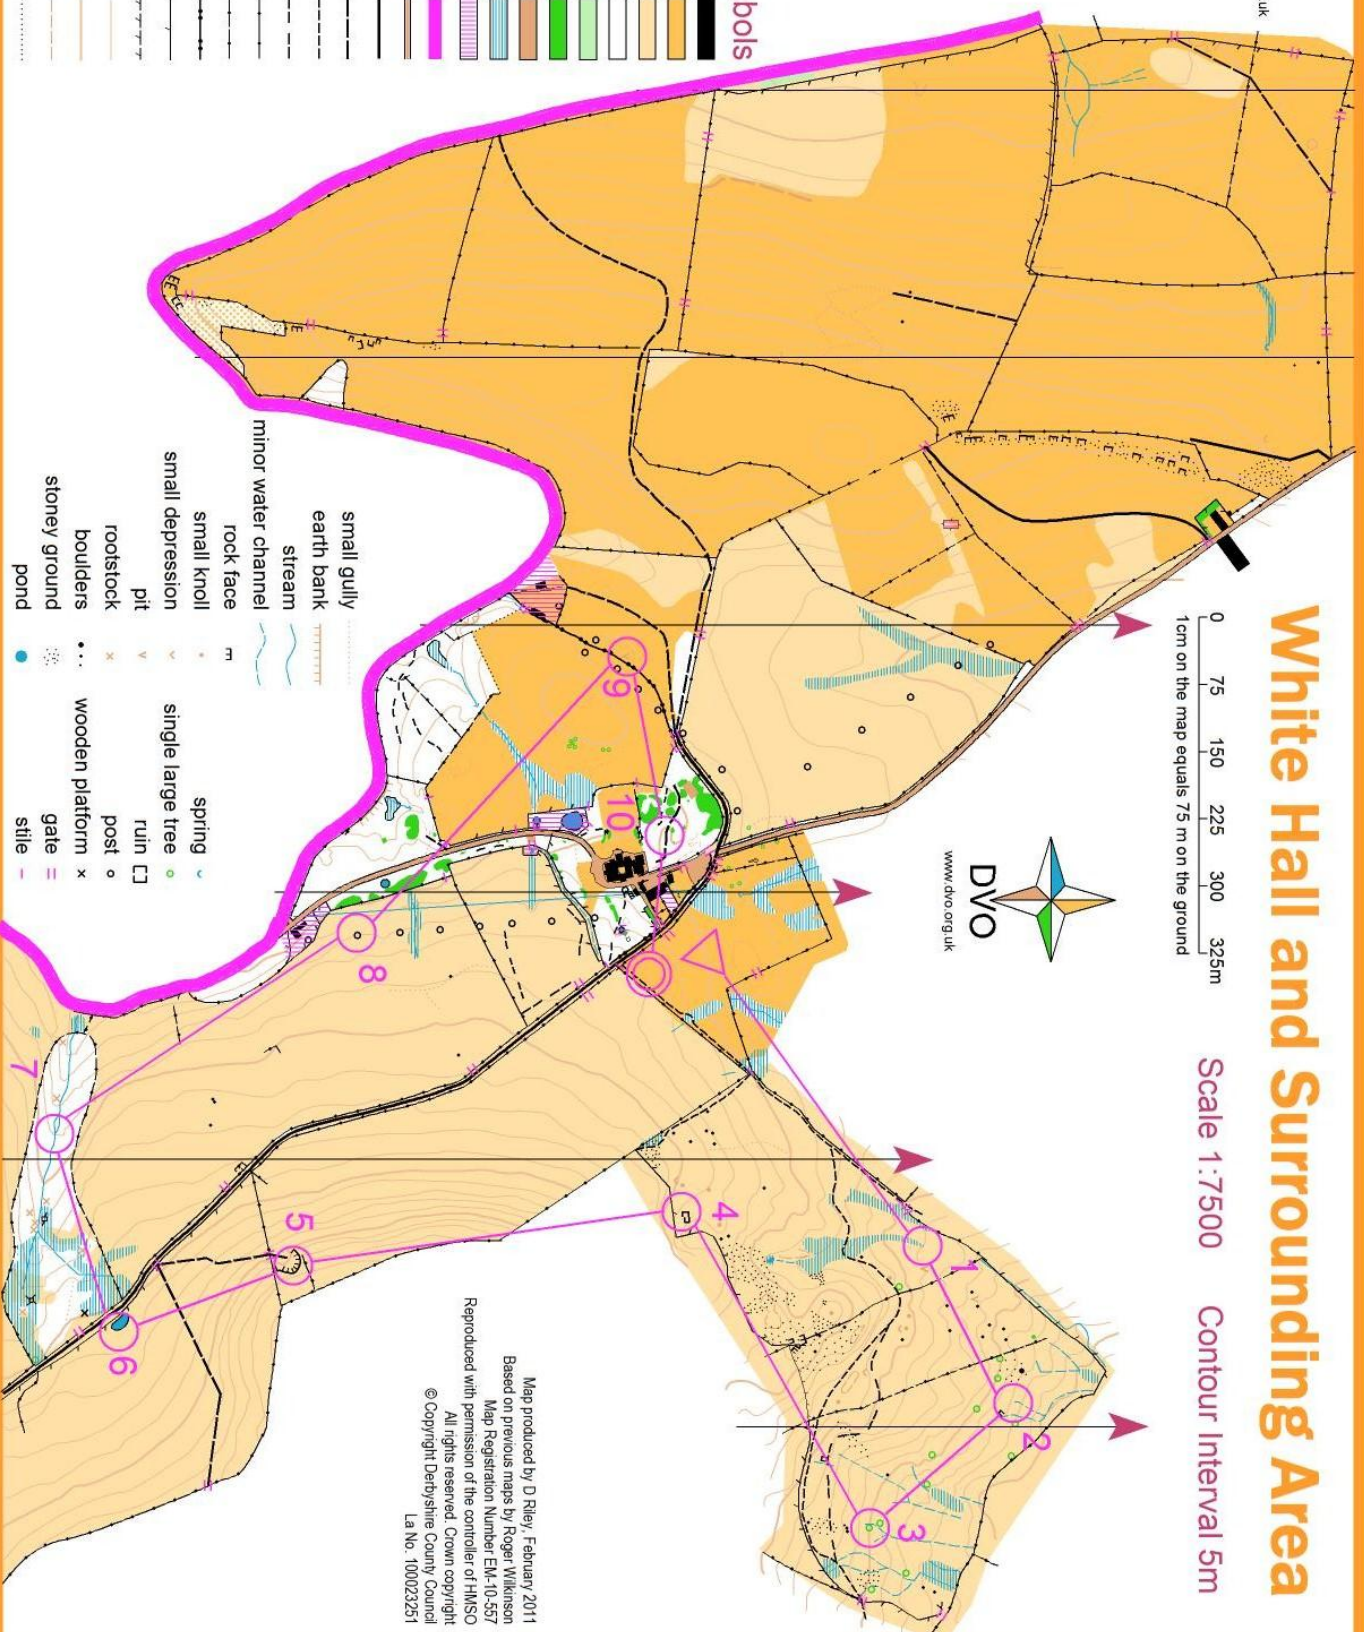 White Hall and Surrounding Area
Scale 1:7500 Contour Interval 5m
0 75 150 225 300 325m
1cm on the map equals 75 m on the ground
DVO
www.dvo.org.uk
uk
bols
1
2
3
4
5
6
7
8
9
10
small gully
earth bank
stream
minor water channel
rock face
small knoll
small depression
pit
rootstock
boulders
stoney ground
pond
spring
single large tree
ruin
post
wooden platform
gate
stile
Map produced by D Riley, February 2011
Based on previous maps by Roger Wilkinson
Map Registration Number EM-10-557
Reproduced with permission of the controller of HMSO
All rights reserved. Crown copyright
© Copyright Derbyshire County Council
La No. 100023251